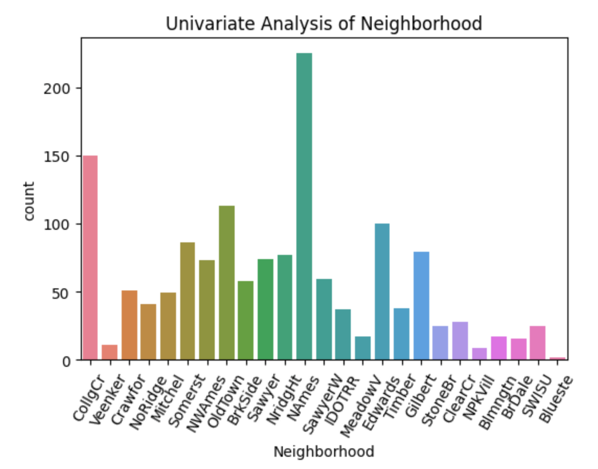 Univariate Analysis of Neighborhood
count
200
150
100
50
0
CollgCr
Veenker
Crawfor
NoRidge
Mitchel
Somerst
NWAmes
OldTown
BrkSide
Sawyer
NridgHt
NAmes
SawyerW
IDOTRR
MeadowV
Edwards
Timber
Gilbert
StoneBr
ClearCr
NPkVill
Blmngtn
BrDale
SWISU
Blueste
Neighborhood